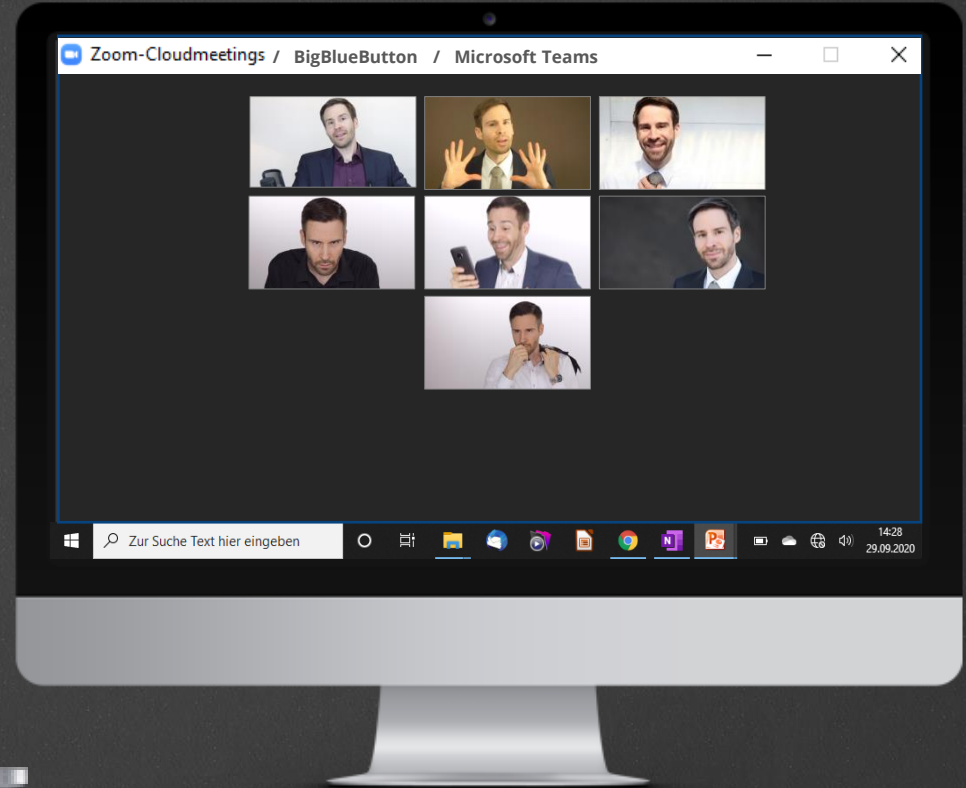 Zoom-Cloudmeetings / BigBlueButton / Microsoft Teams
Zur Suche Text hier eingeben
N
P
14:28
29.09.2020